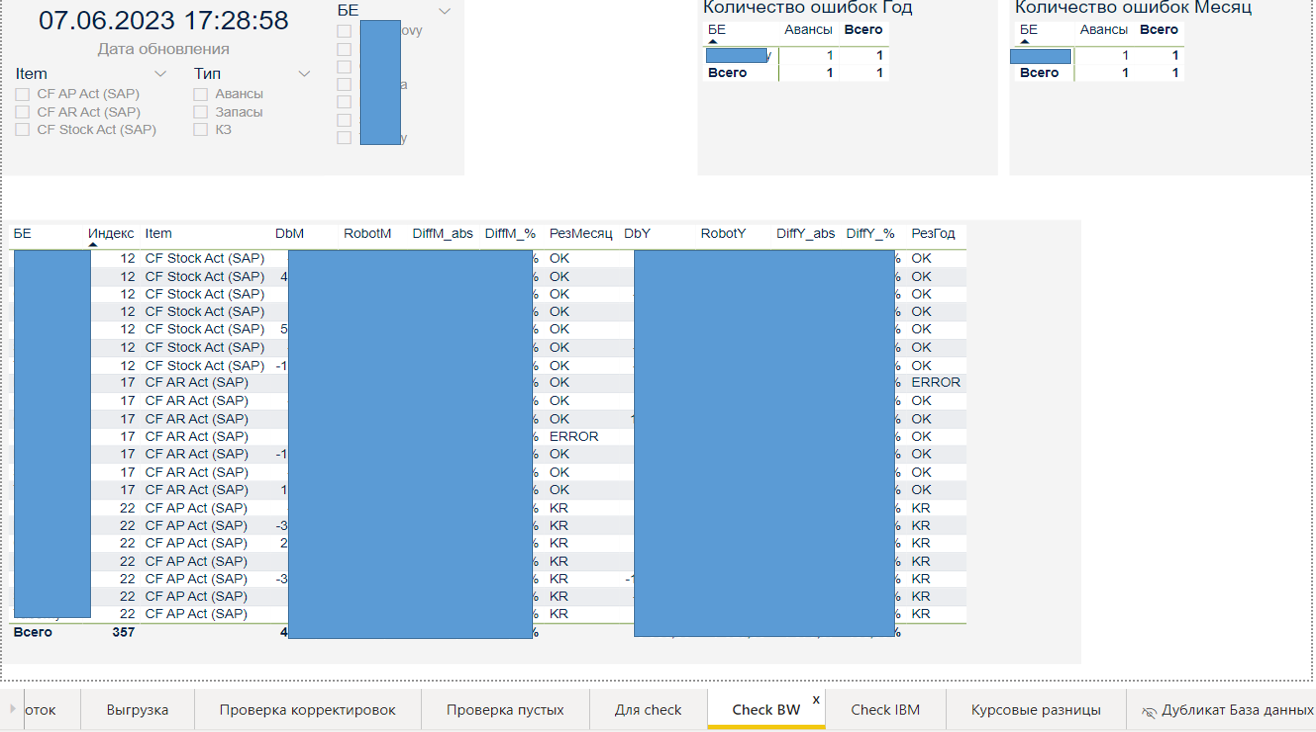 07.06.2023 17:28:58
Дата обновления
Item
CF AP Act (SAP)
CF AR Act (SAP)
CF Stock Act (SAP)
Тип
Авансы
Запасы
КЗ
БЕ
Количество ошибок Год
БЕ Авансы Всего
1 1
Всего 1 1
Количество ошибок Месяц
БЕ Авансы Всего
1 1
Всего 1 1
БЕ Индекс Item DbM RobotM DiffM_abs DiffM_% РезМесяц DbY RobotY DiffY_abs DiffY_% РезГод
12 CF Stock Act (SAP) % OK % OK
12 CF Stock Act (SAP) 4 % OK % OK
12 CF Stock Act (SAP) % OK % OK
12 CF Stock Act (SAP) % OK % OK
12 CF Stock Act (SAP) 5 % OK % OK
12 CF Stock Act (SAP) % OK % OK
12 CF Stock Act (SAP) -1 % OK % OK
17 CF AR Act (SAP) % OK % ERROR
17 CF AR Act (SAP) % OK % OK
17 CF AR Act (SAP) % OK % OK
17 CF AR Act (SAP) % ERROR % OK
17 CF AR Act (SAP) -1 % OK % OK
17 CF AR Act (SAP) % OK % OK
17 CF AR Act (SAP) 1 % OK % OK
22 CF AP Act (SAP) % KR % KR
22 CF AP Act (SAP) -3 % KR % KR
22 CF AP Act (SAP) 2 % KR % KR
22 CF AP Act (SAP) % KR % KR
22 CF AP Act (SAP) -3 % KR -1 % KR
22 CF AP Act (SAP) % KR % KR
22 CF AP Act (SAP) % KR % KR
Всего 357 4 % %
оток Выгрузка Проверка корректировок Проверка пустых Для check Check BW x Check IBM Курсовые разницы Дубликат База данных